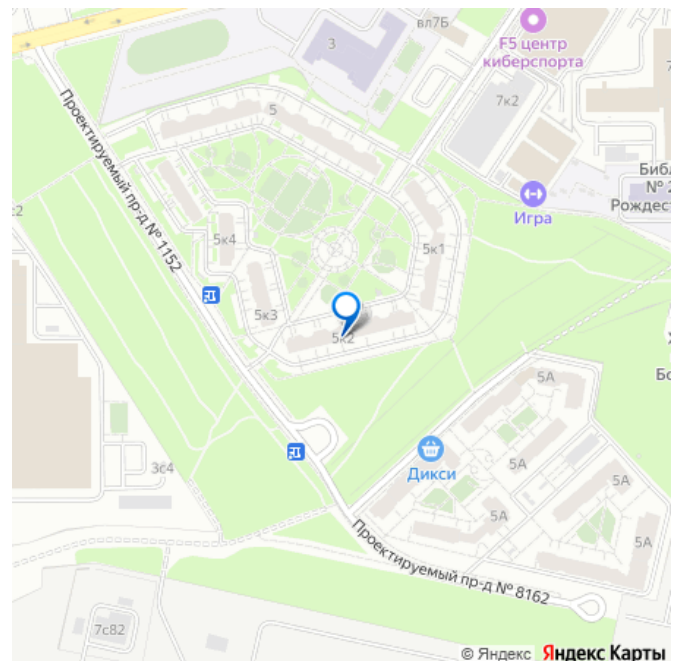 вл7Б
3
F5 центр
киберспорта
7к2
5
Проектируемый пр-д № 1152
Игра
Рождест
5к4
5к1
5к3
5к2
5А
Дикси
5А
5А
5А
5А
3с4
Проектируемый пр-д № 8162
7с82
© Яндекс Яндекс Карты